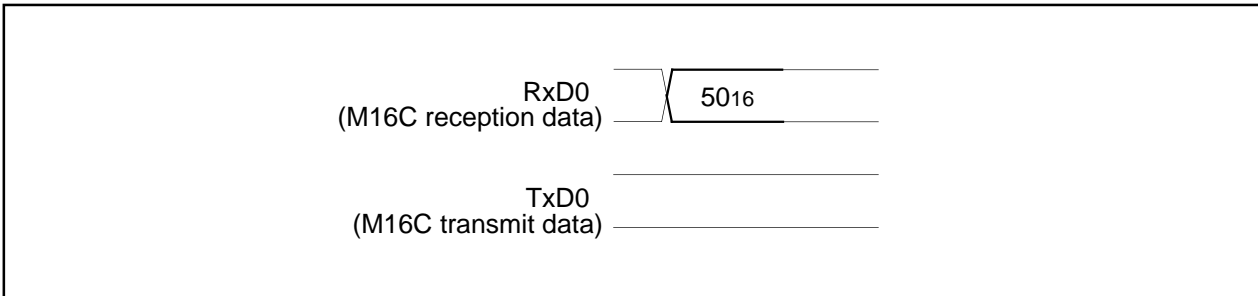 RxD0
(M16C reception data)
5016
TxD0
(M16C transmit data)